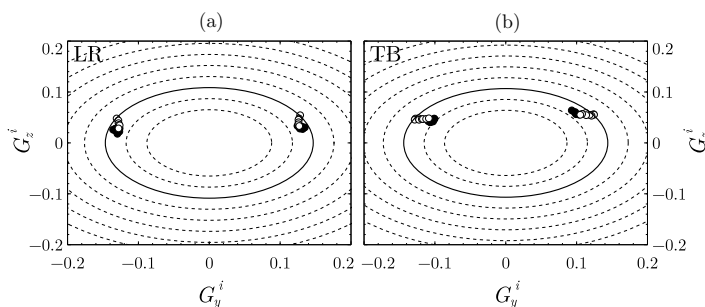 (a) (b)
LR TB
0.2 0.2
0.1 0.1
G_z^i 0 0 G_z^i
−0.1 −0.1
−0.2 −0.2
−0.2 −0.1 0 0.1 0.2 −0.2 −0.1 0 0.1 0.2
G_y^i G_y^i